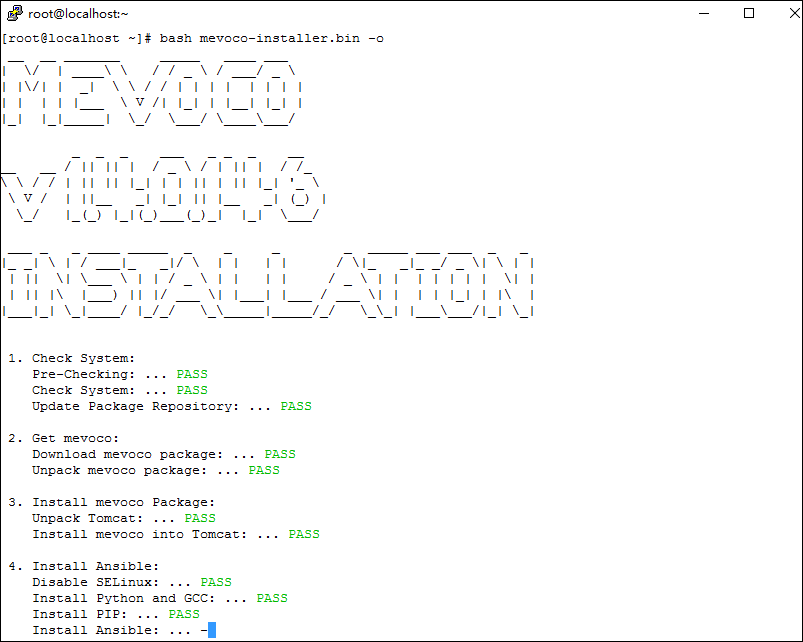 root@localhost:~
[root@localhost ~]# bash mevoco-installer.bin -o
MEVOCO
v 1.4.0.146
INSTALLATION
1. Check System:
Pre-Checking: ... PASS
Check System: ... PASS
Update Package Repository: ... PASS
2. Get mevoco:
Download mevoco package: ... PASS
Unpack mevoco package: ... PASS
3. Install mevoco Package:
Unpack Tomcat: ... PASS
Install mevoco into Tomcat: ... PASS
4. Install Ansible:
Disable SELinux: ... PASS
Install Python and GCC: ... PASS
Install PIP: ... PASS
Install Ansible: ... -